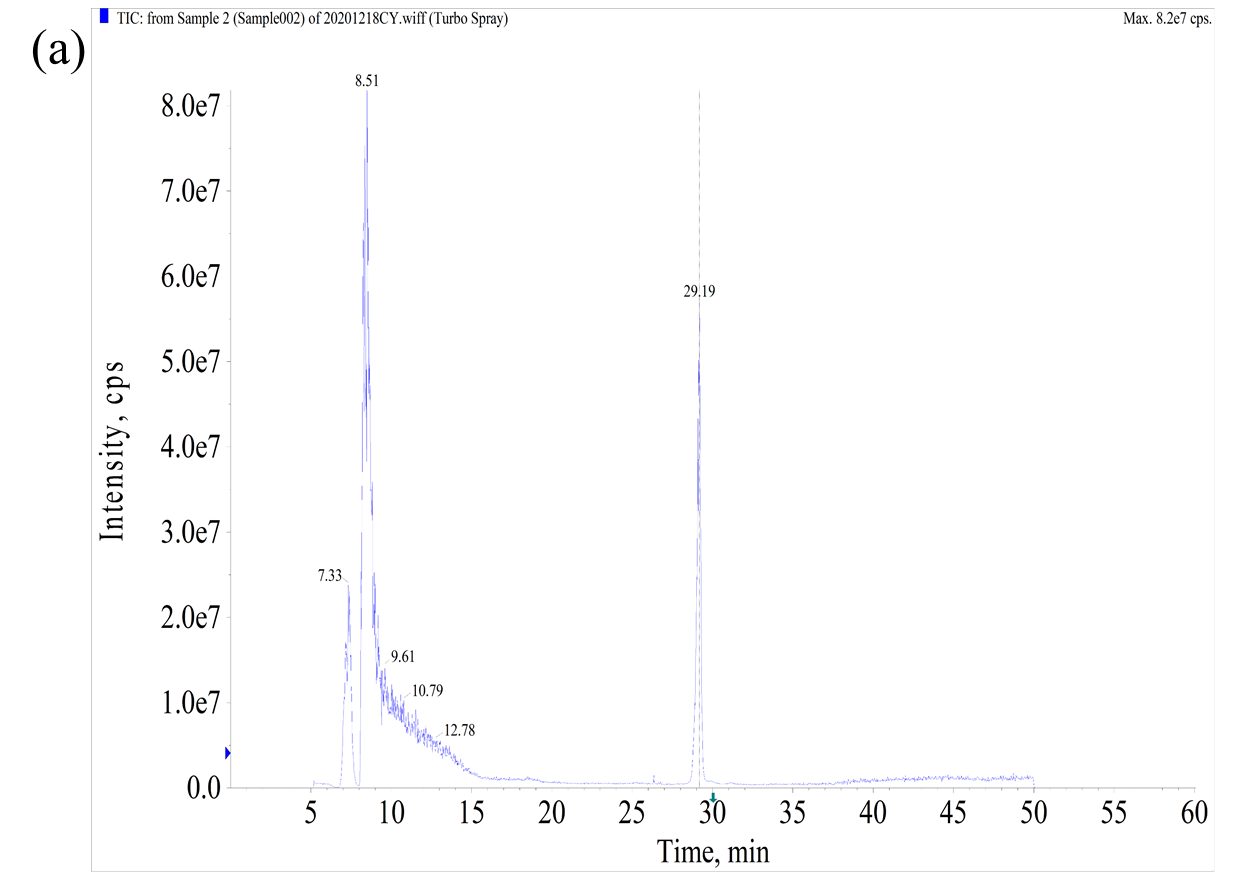 TIC: from Sample 2 (Sample002) of 20201218CY.wiff (Turbo Spray)
Max. 8.2e7 cps.
(a)
8.51
8.0e7
7.0e7
6.0e7
29.19
5.0e7
4.0e7
3.0e7
7.33
2.0e7
9.61
10.79
1.0e7
12.78
0.0
Intensity, cps
5 10 15 20 25 30 35 40 45 50 55 60
Time, min